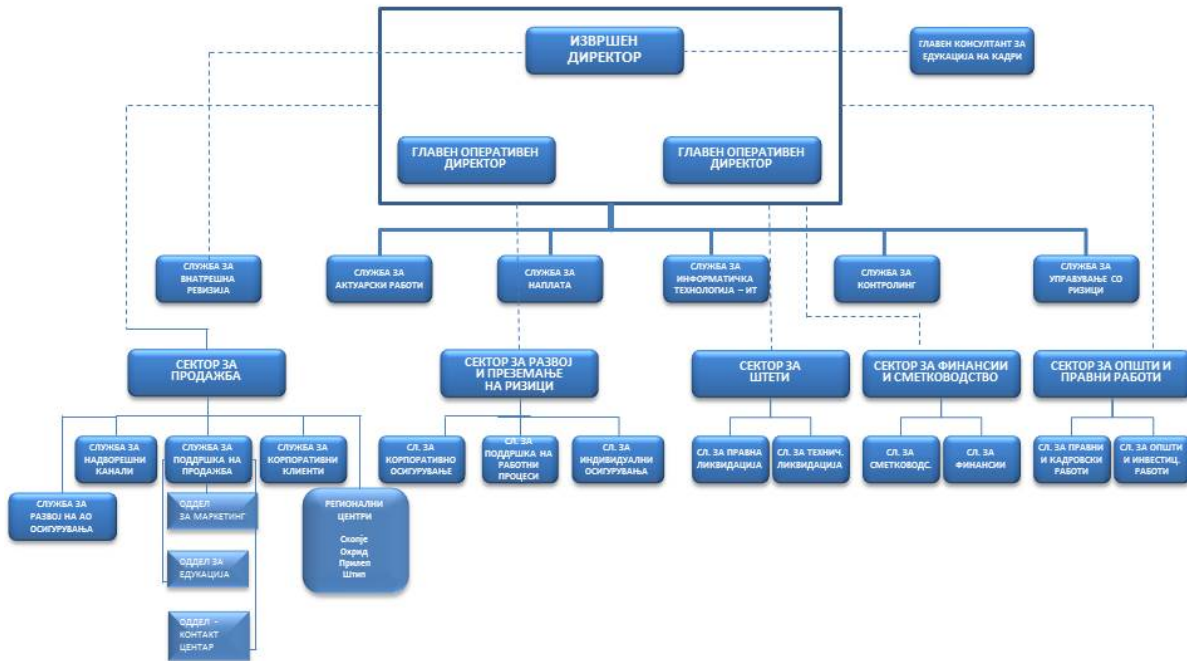 ИЗВРШЕН
ДИРЕКТОР
ГЛАВЕН КОНСУЛТАНТ ЗА
ЕДУКАЦИЈА НА КАДРИ
ГЛАВЕН ОПЕРАТИВЕН
ДИРЕКТОР
ГЛАВЕН ОПЕРАТИВЕН
ДИРЕКТОР
СЛУЖБА ЗА
ВНАТРЕШНА
РЕВИЗИЈА
СЛУЖБА ЗА
АКТУАРСКИ РАБОТИ
СЛУЖБА ЗА
НАПЛАТА
СЛУЖБА ЗА
ИНФОРМАТИЧКА
ТЕХНОЛОГИЈА – ИТ
СЛУЖБА ЗА
КОНТРОЛИНГ
СЛУЖБА ЗА
УПРАВУВАЊЕ СО
РИЗИЦИ
СЕКТОР ЗА
ПРОДАЖБА
СЕКТОР ЗА РАЗВОЈ
И ПРЕЗЕМАЊЕ
НА РИЗИЦИ
СЕКТОР ЗА
ШТЕТИ
СЕКТОР ЗА ФИНАНСИИ
И СМЕТКОВОДСТВО
СЕКТОР ЗА ОПШТИ И
ПРАВНИ РАБОТИ
СЛУЖБА ЗА
НАДВОРЕШНИ
КАНАЛИ
СЛУЖБА ЗА
ПОДДРШКА НА
ПРОДАЖБА
СЛУЖБА ЗА
КОРПОРАТИВНИ
КЛИЕНТИ
СЛ. ЗА
КОРПОРАТИВНО
ОСИГУРУВАЊЕ
СЛ. ЗА
ПОДДРШКА НА
РАБОТНИ
ПРОЦЕСИ
СЛ. ЗА
ИНДИВИДУАЛНИ
ОСИГУРУВАЊА
СЛ. ЗА ПРАВНА
ЛИКВИДАЦИЈА
СЛ. ЗА ТЕХНИЧ.
ЛИКВИДАЦИЈА
СЛ. ЗА
СМЕТКОВОДС.
СЛ. ЗА
ФИНАНСИИ
СЛ. ЗА ПРАВНИ
И КАДРОВСКИ
РАБОТИ
СЛ. ЗА ОПШТИ
И ИНВЕСТИЦ.
РАБОТИ
СЛУЖБА ЗА
РАЗВОЈ НА АО
ОСИГУРУВАЊА
ОДДЕЛ
ЗА МАРКЕТИНГ
ОДДЕЛ ЗА
ЕДУКАЦИЈА
ОДДЕЛ –
КОНТАКТ
ЦЕНТАР
РЕГИОНАЛНИ
ЦЕНТРИ
Скопје
Охрид
Прилеп
Штип